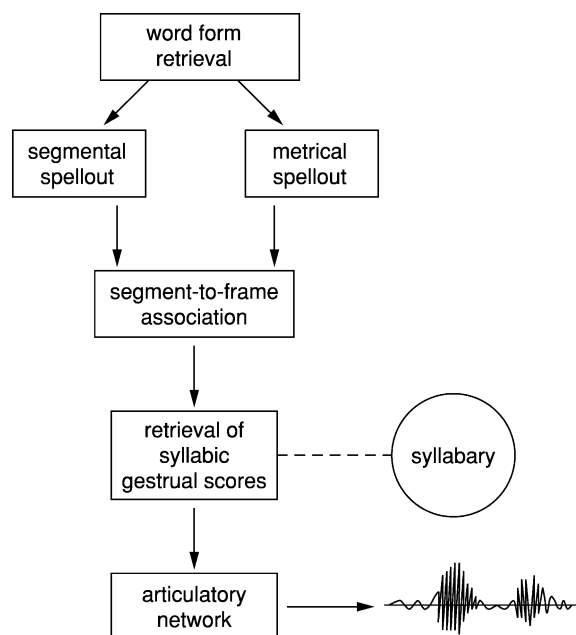 word form
retrieval
segmental
spellout
metrical
spellout
segment-to-frame
association
retrieval of
syllabic
gestrual scores
syllabary
articulatory
network